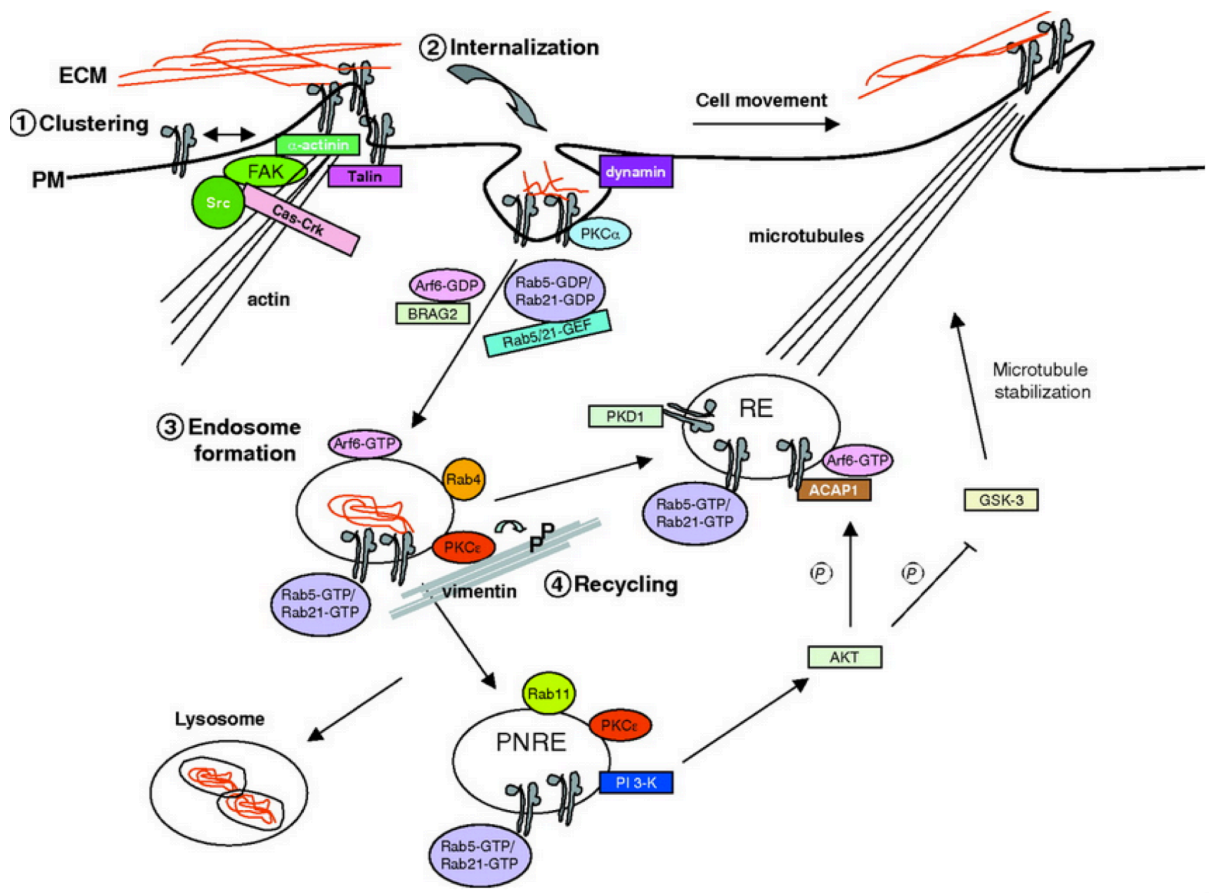 ② Internalization
ECM
① Clustering
Cell movement
α-actinin
PM
FAK
Talin
dynamin
Src
Cas-Crk
PKCα
microtubules
actin
Arf6-GDP
BRAG2
Rab5-GDP/
Rab21-GDP
Rab5/21-GEF
Microtubule
stabilization
③ Endosome
formation
Arf6-GTP
Rab4
PKCε
P
P
vimentin
Rab5-GTP/
Rab21-GTP
④ Recycling
PKD1
RE
Arf6-GTP
ACAP1
Rab5-GTP/
Rab21-GTP
GSK-3
P
P
AKT
Lysosome
Rab11
PKCε
PNRE
PI 3-K
Rab5-GTP/
Rab21-GTP